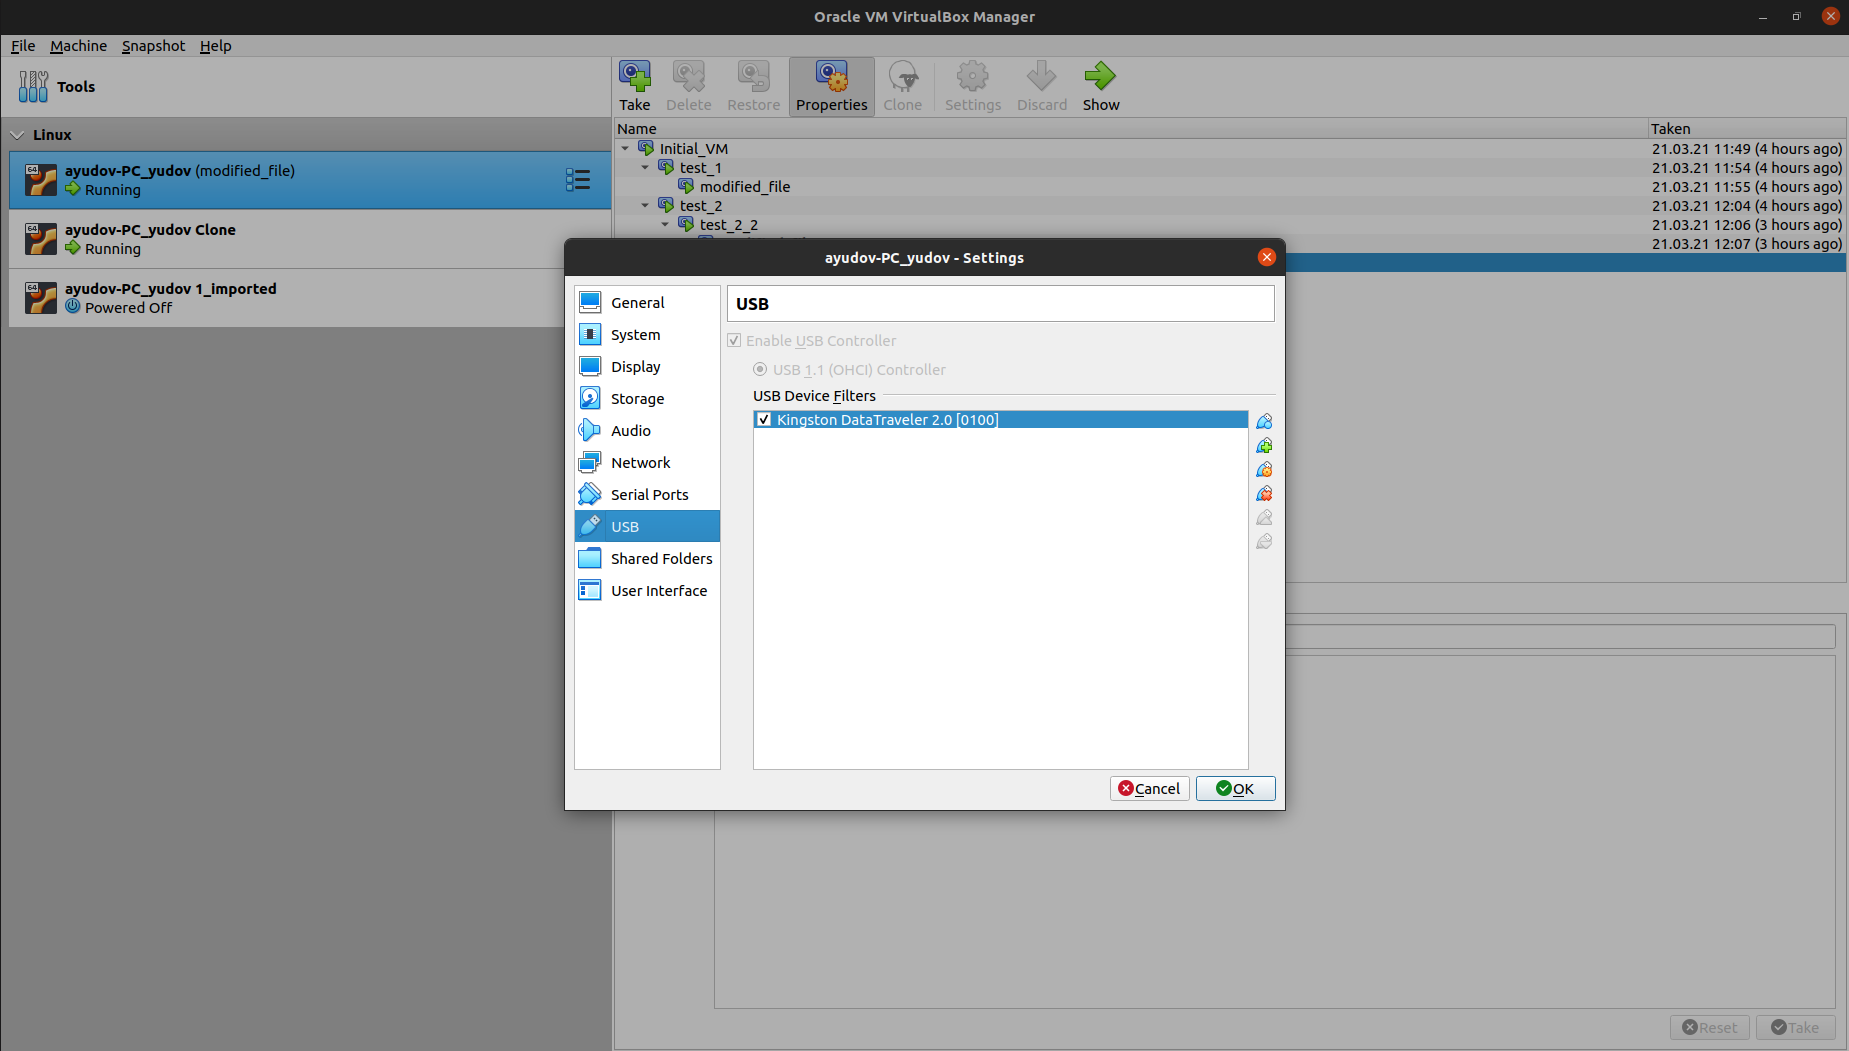 Oracle VM VirtualBox Manager
File Machine Snapshot Help
Tools
Take Delete Restore Properties Clone Settings Discard Show
Linux
ayudov-PC_yudov (modified_file)
Running
ayudov-PC_yudov Clone
Running
ayudov-PC_yudov 1_imported
Powered Off
Name Taken
Initial_VM 21.03.21 11:49 (4 hours ago)
test_1 21.03.21 11:54 (4 hours ago)
modified_file 21.03.21 11:55 (4 hours ago)
test_2 21.03.21 12:04 (4 hours ago)
test_2_2 21.03.21 12:06 (3 hours ago)
21.03.21 12:07 (3 hours ago)
ayudov-PC_yudov - Settings
General
System
Display
Storage
Audio
Network
Serial Ports
USB
Shared Folders
User Interface
USB
Enable USB Controller
USB 1.1 (OHCI) Controller
USB Device Filters
Kingston DataTraveler 2.0 [0100]
Cancel OK
Reset Take